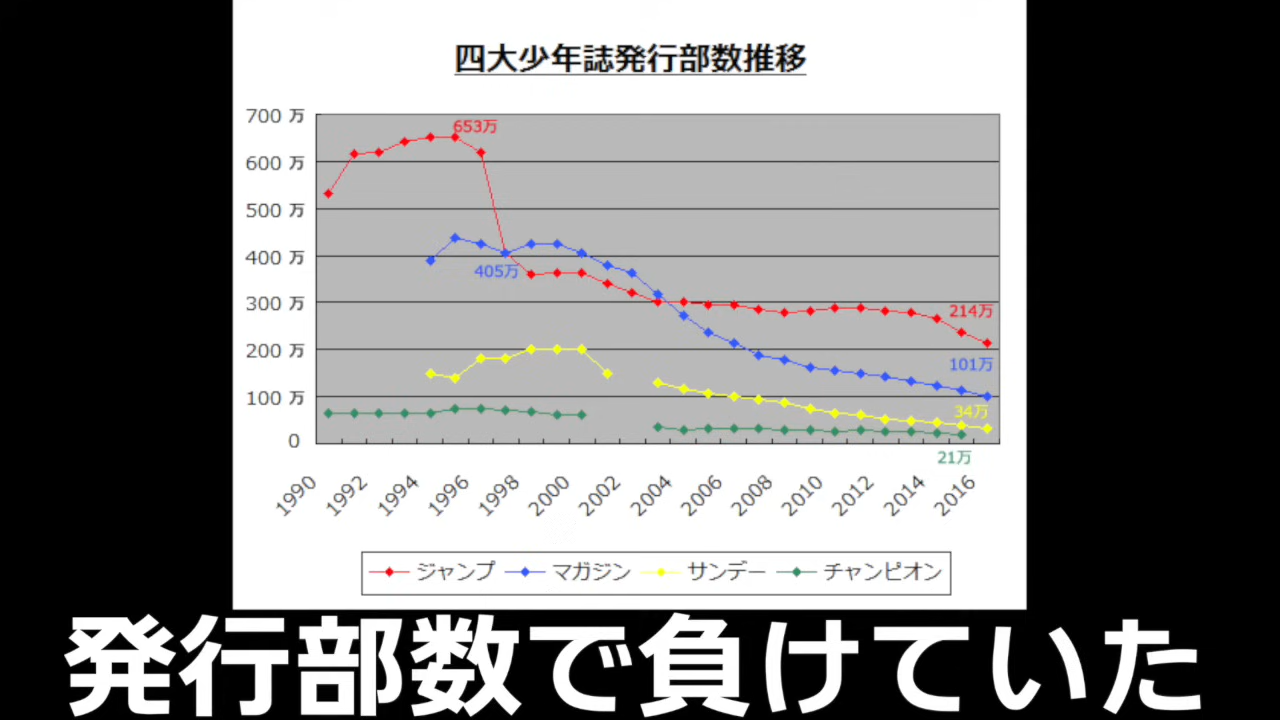 四大少年誌発行部数推移
700 万
600 万
500 万
400 万
300 万
200 万
100 万
0
653万
405万
214万
101万
34万
21万
1990 1992 1994 1996 1998 2000 2002 2004 2006 2008 2010 2012 2014 2016
ジャンプ マガジン サンデー チャンピオン
発行部数で負けていた